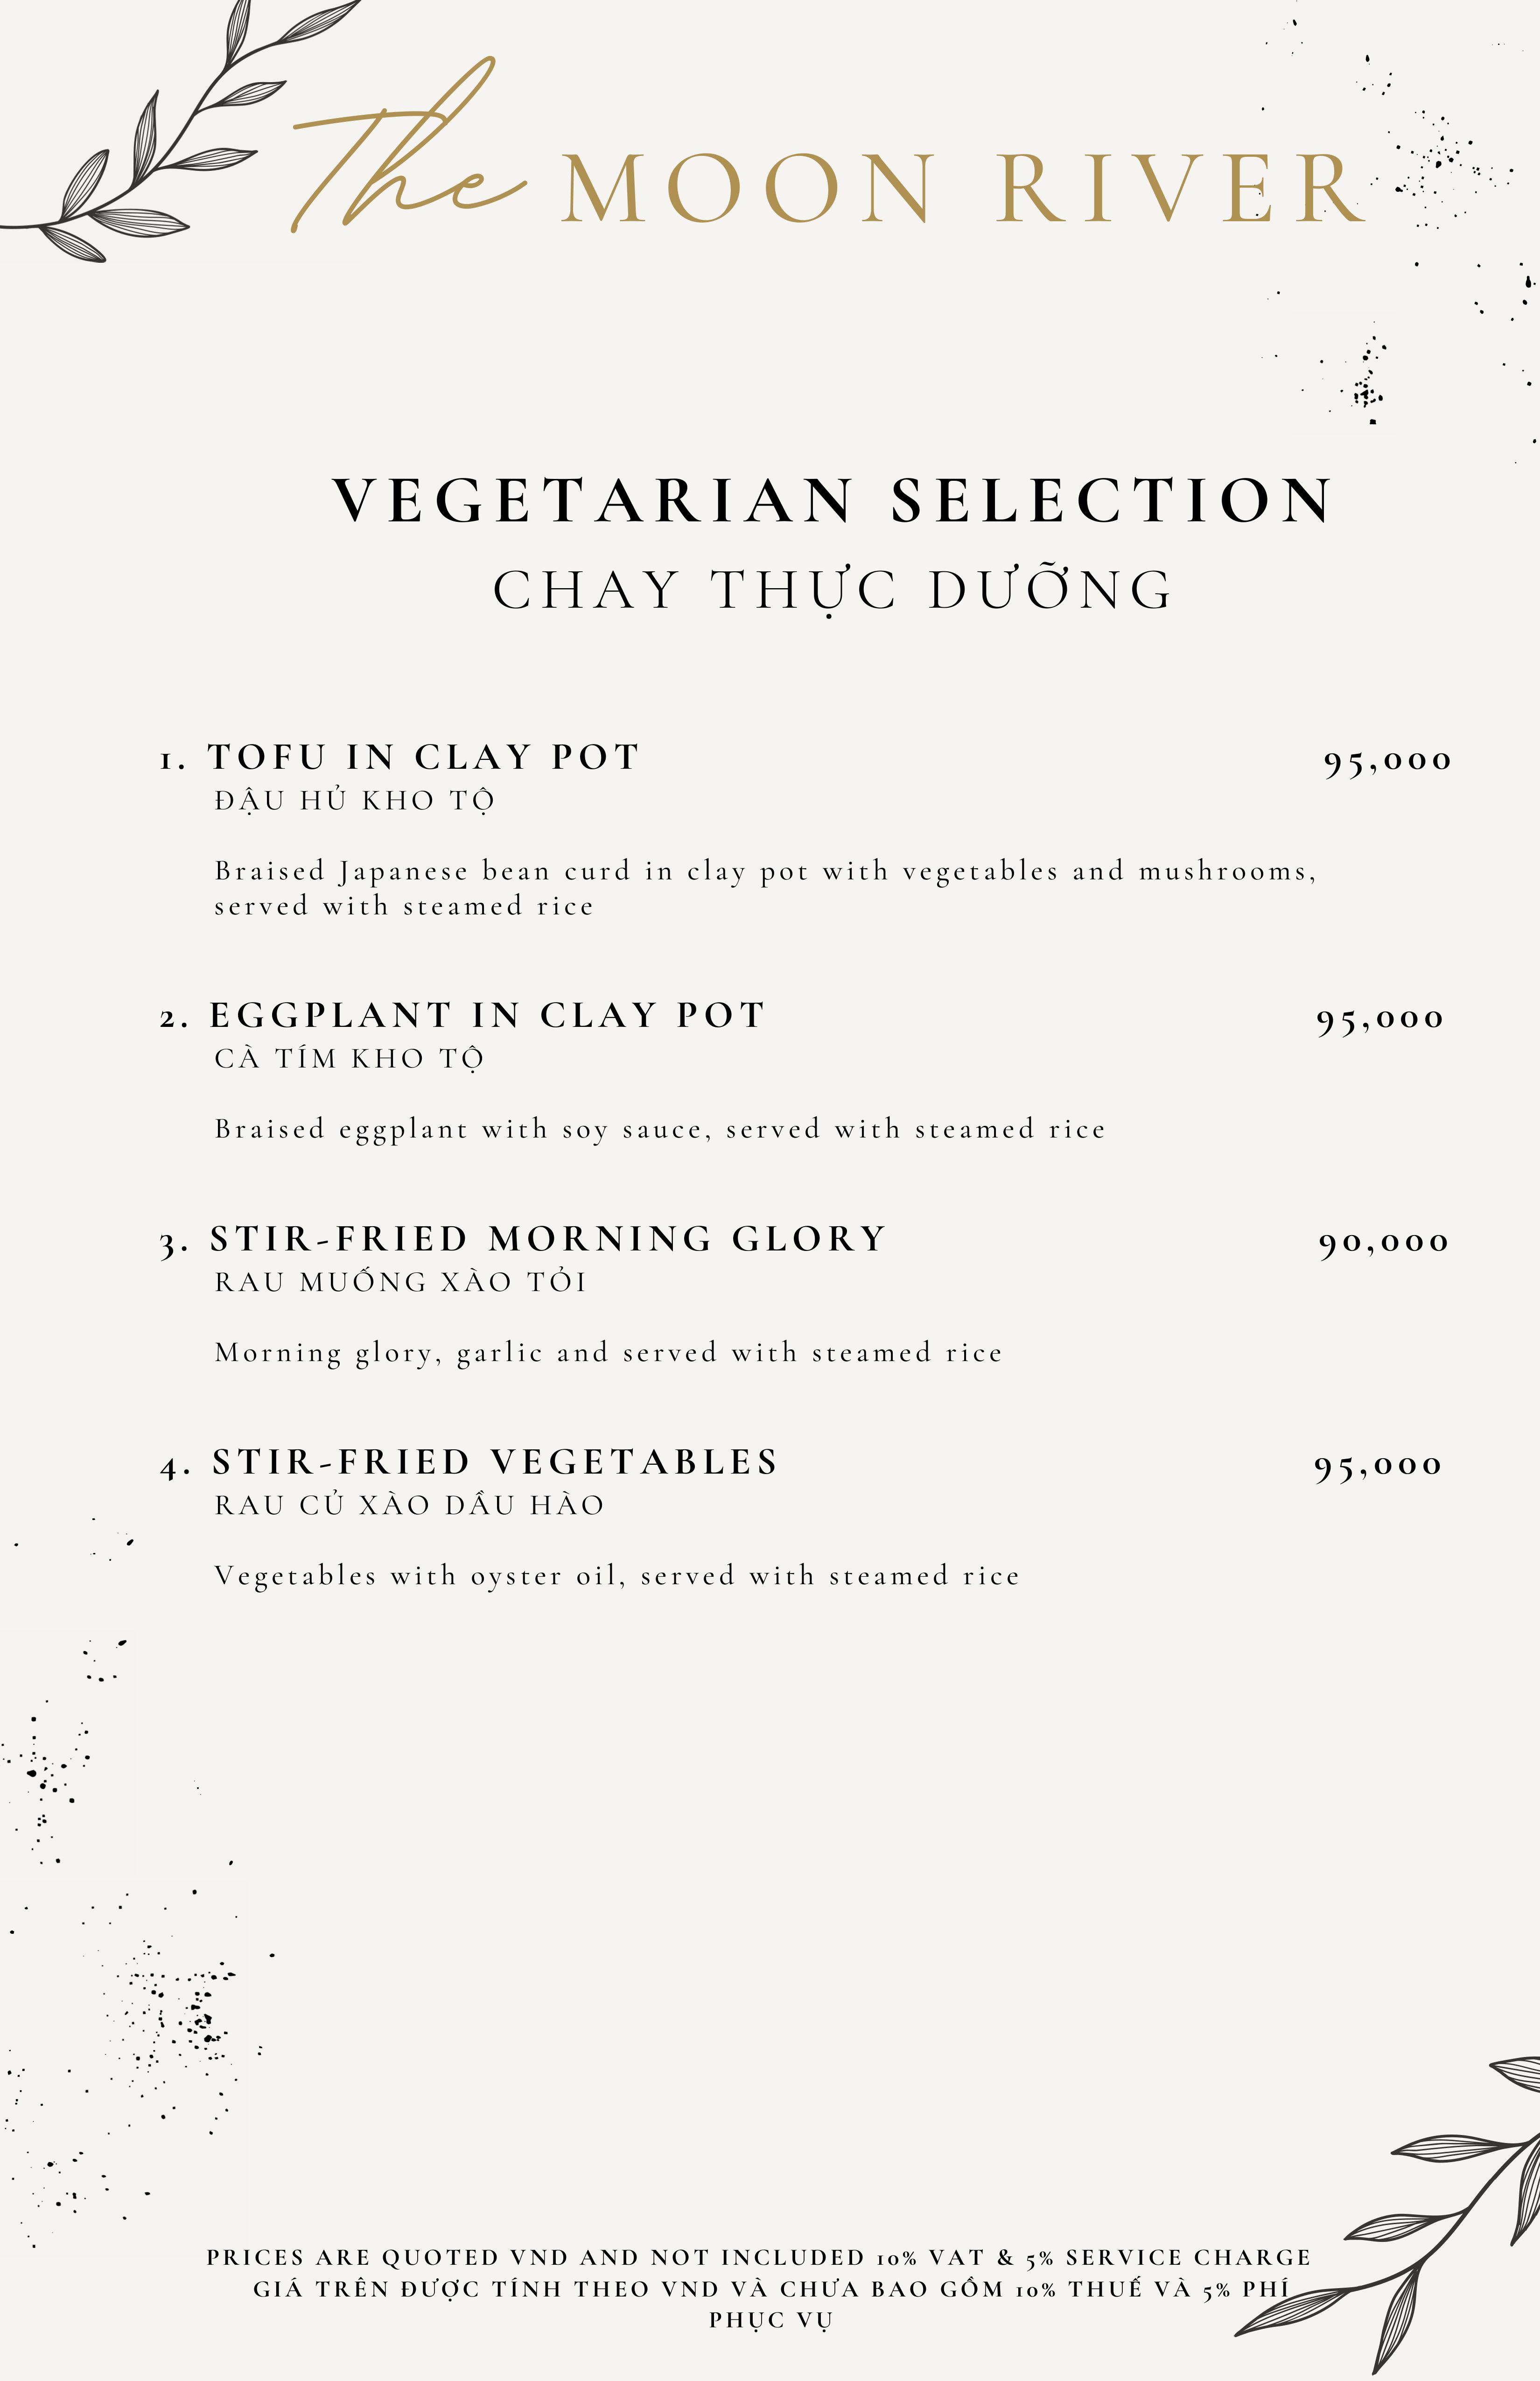 The MOON RIVER
VEGETARIAN SELECTION
CHAY THỰC DƯỠNG
1. TOFU IN CLAY POT 95,000
ĐẬU HỦ KHO TỘ
Braised Japanese bean curd in clay pot with vegetables and mushrooms,
served with steamed rice
2. EGGPLANT IN CLAY POT 95,000
CÀ TÍM KHO TỘ
Braised eggplant with soy sauce, served with steamed rice
3. STIR-FRIED MORNING GLORY 90,000
RAU MUỐNG XÀO TỎI
Morning glory, garlic and served with steamed rice
4. STIR-FRIED VEGETABLES 95,000
RAU CỦ XÀO DẦU HÀO
Vegetables with oyster oil, served with steamed rice
PRICES ARE QUOTED VND AND NOT INCLUDED 10% VAT & 5% SERVICE CHARGE
GIÁ TRÊN ĐƯỢC TÍNH THEO VND VÀ CHƯA BAO GỒM 10% THUẾ VÀ 5% PHÍ
PHỤC VỤ